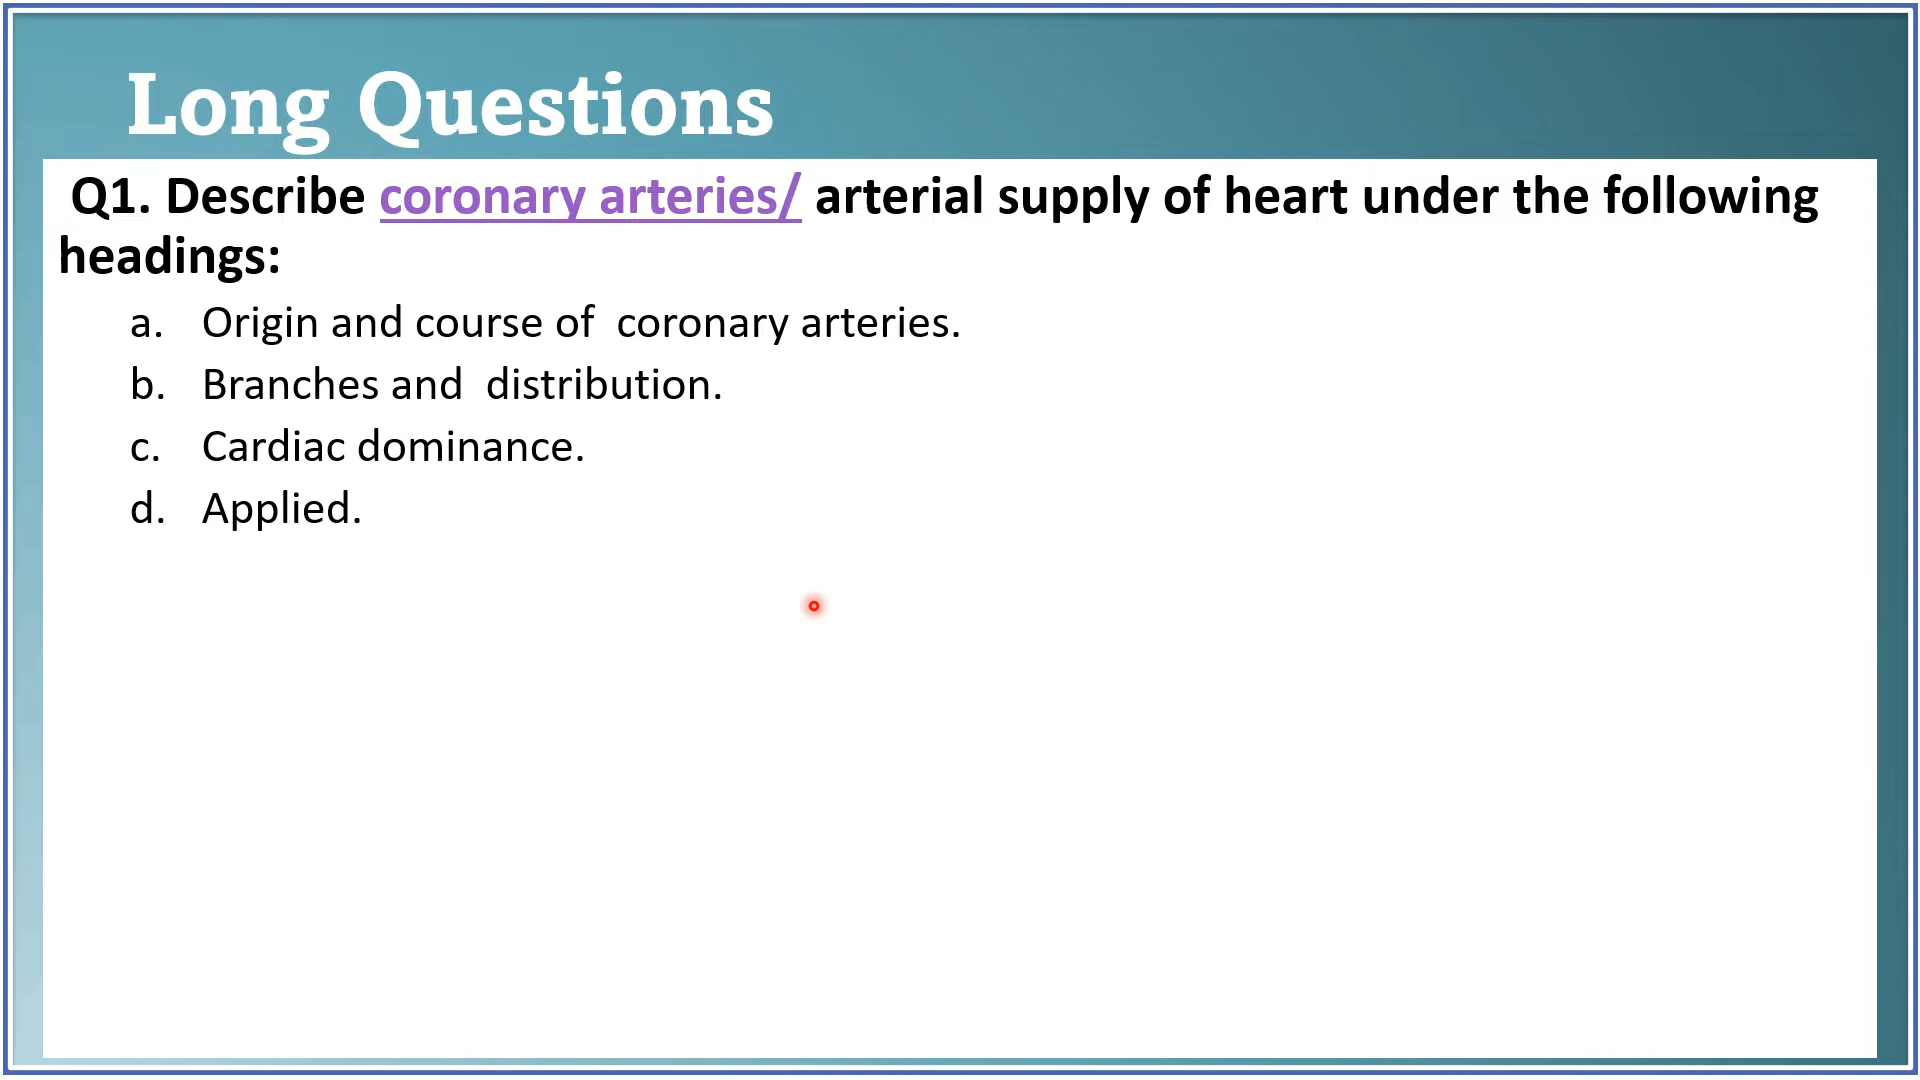 Long Questions
Q1. Describe coronary arteries/ arterial supply of heart under the following
headings:
a. Origin and course of coronary arteries.
b. Branches and distribution.
c. Cardiac dominance.
d. Applied.